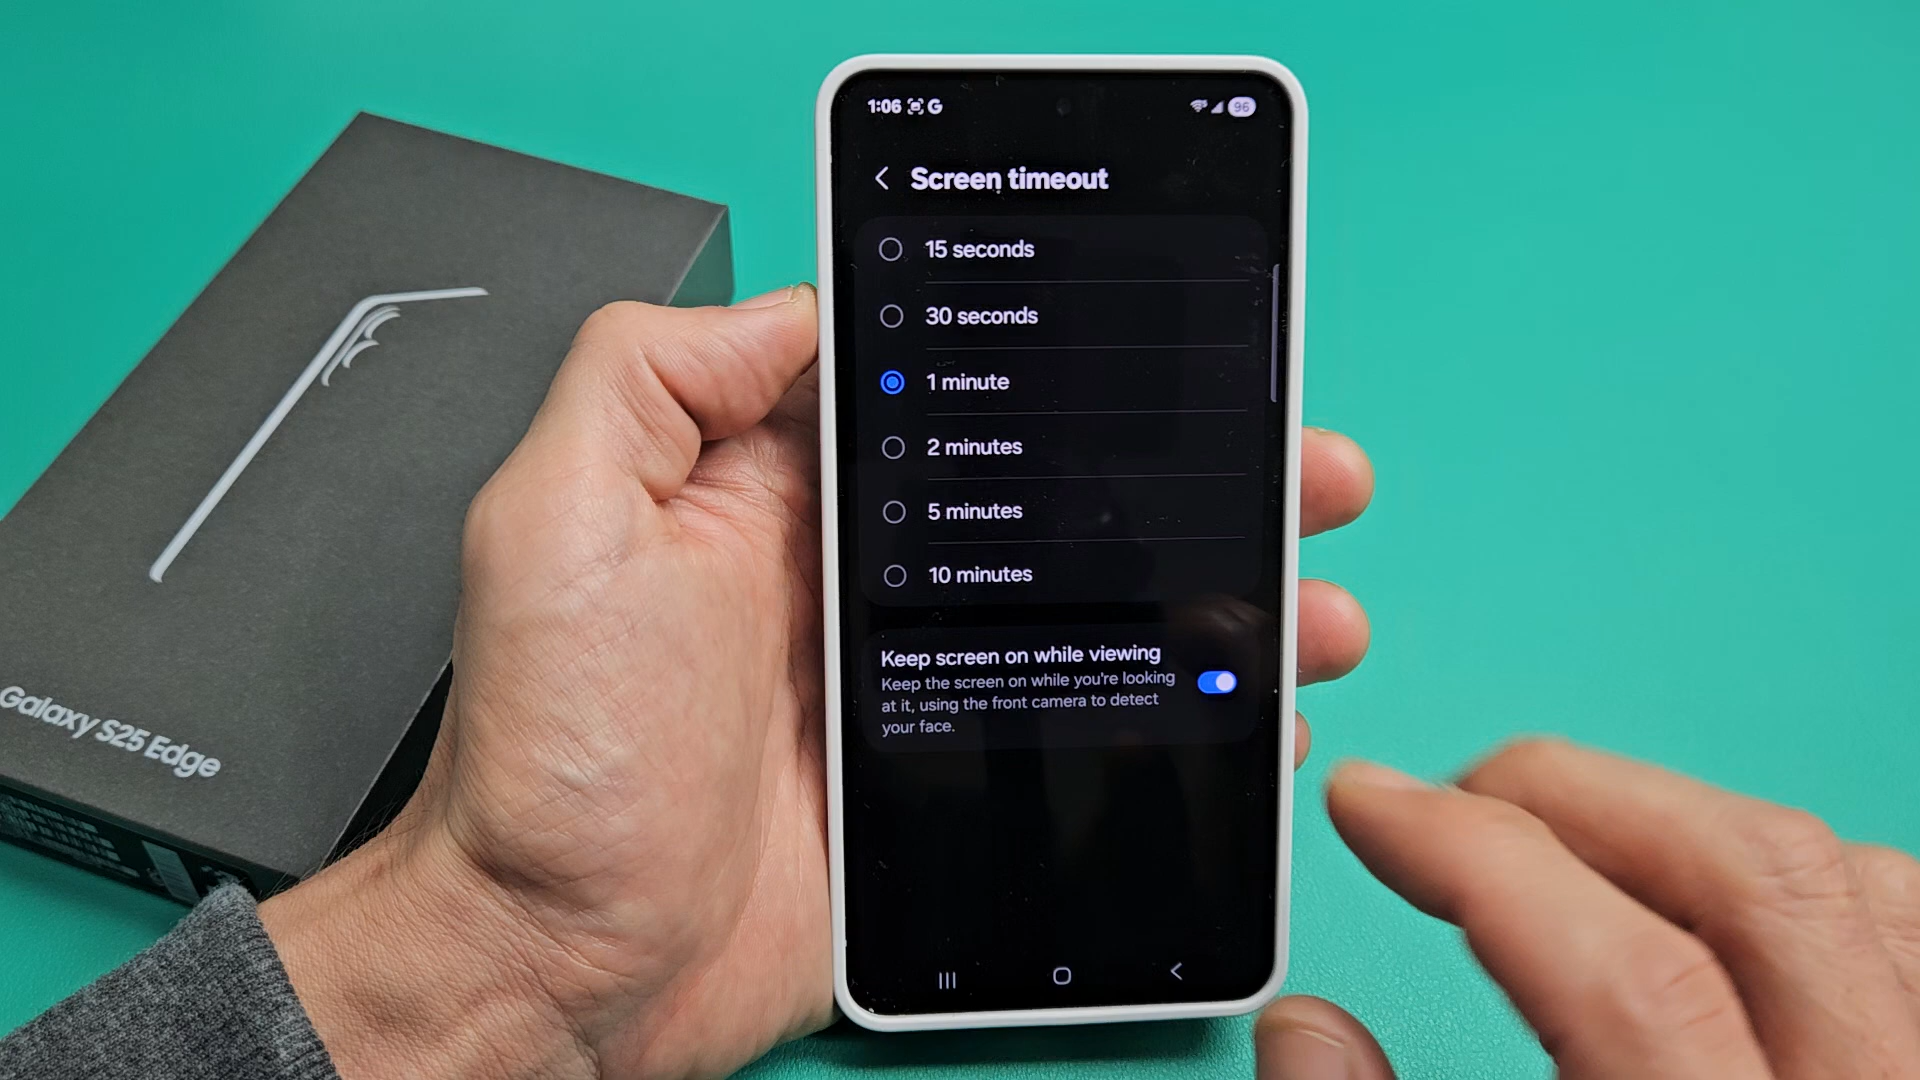 1:06 G 96
Screen timeout
15 seconds
30 seconds
1 minute
2 minutes
5 minutes
10 minutes
Keep screen on while viewing
Keep the screen on while you're looking
at it, using the front camera to detect
your face.
Galaxy S25 Edge